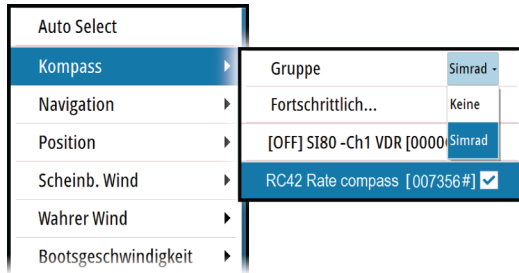 Auto Select
Kompass
Navigation
Position
Scheinb. Wind
Wahrer Wind
Bootsgeschwindigkeit
Gruppe Simrad
Fortschrittlich... Keine
[OFF] SI80 -Ch1 VDR [0000 Simrad
RC42 Rate compass [007356#]